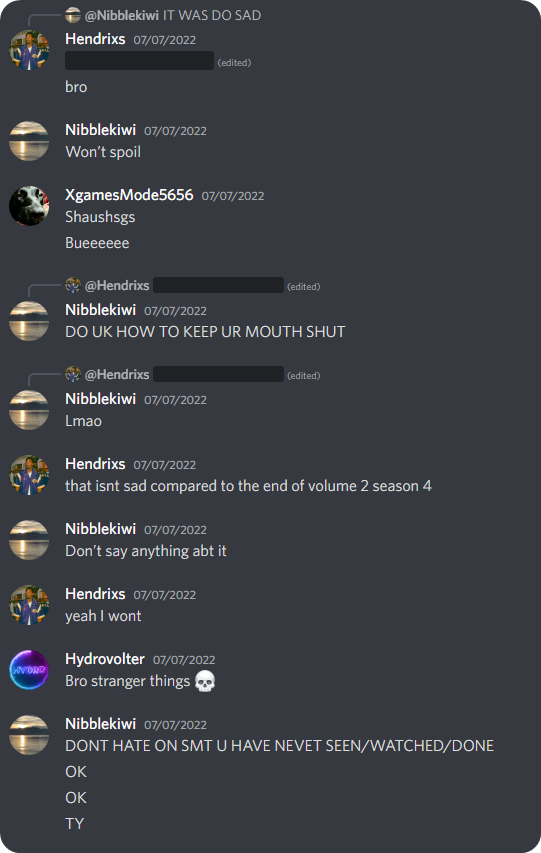 @Nibblekiwi IT WAS DO SAD
Hendrixs 07/07/2022
(edited)
bro
Nibblekiwi 07/07/2022
Won't spoil
XgamesMode5656 07/07/2022
Shaushsgs
Bueeeeee
@Hendrixs (edited)
Nibblekiwi 07/07/2022
DO UK HOW TO KEEP UR MOUTH SHUT
@Hendrixs (edited)
Nibblekiwi 07/07/2022
Lmao
Hendrixs 07/07/2022
that isnt sad compared to the end of volume 2 season 4
Nibblekiwi 07/07/2022
Don't say anything abt it
Hendrixs 07/07/2022
yeah I wont
HYDRO
Hydrovolter 07/07/2022
Bro stranger things 💀
Nibblekiwi 07/07/2022
DONT HATE ON SMT U HAVE NEVET SEEN/WATCHED/DONE
OK
OK
TY